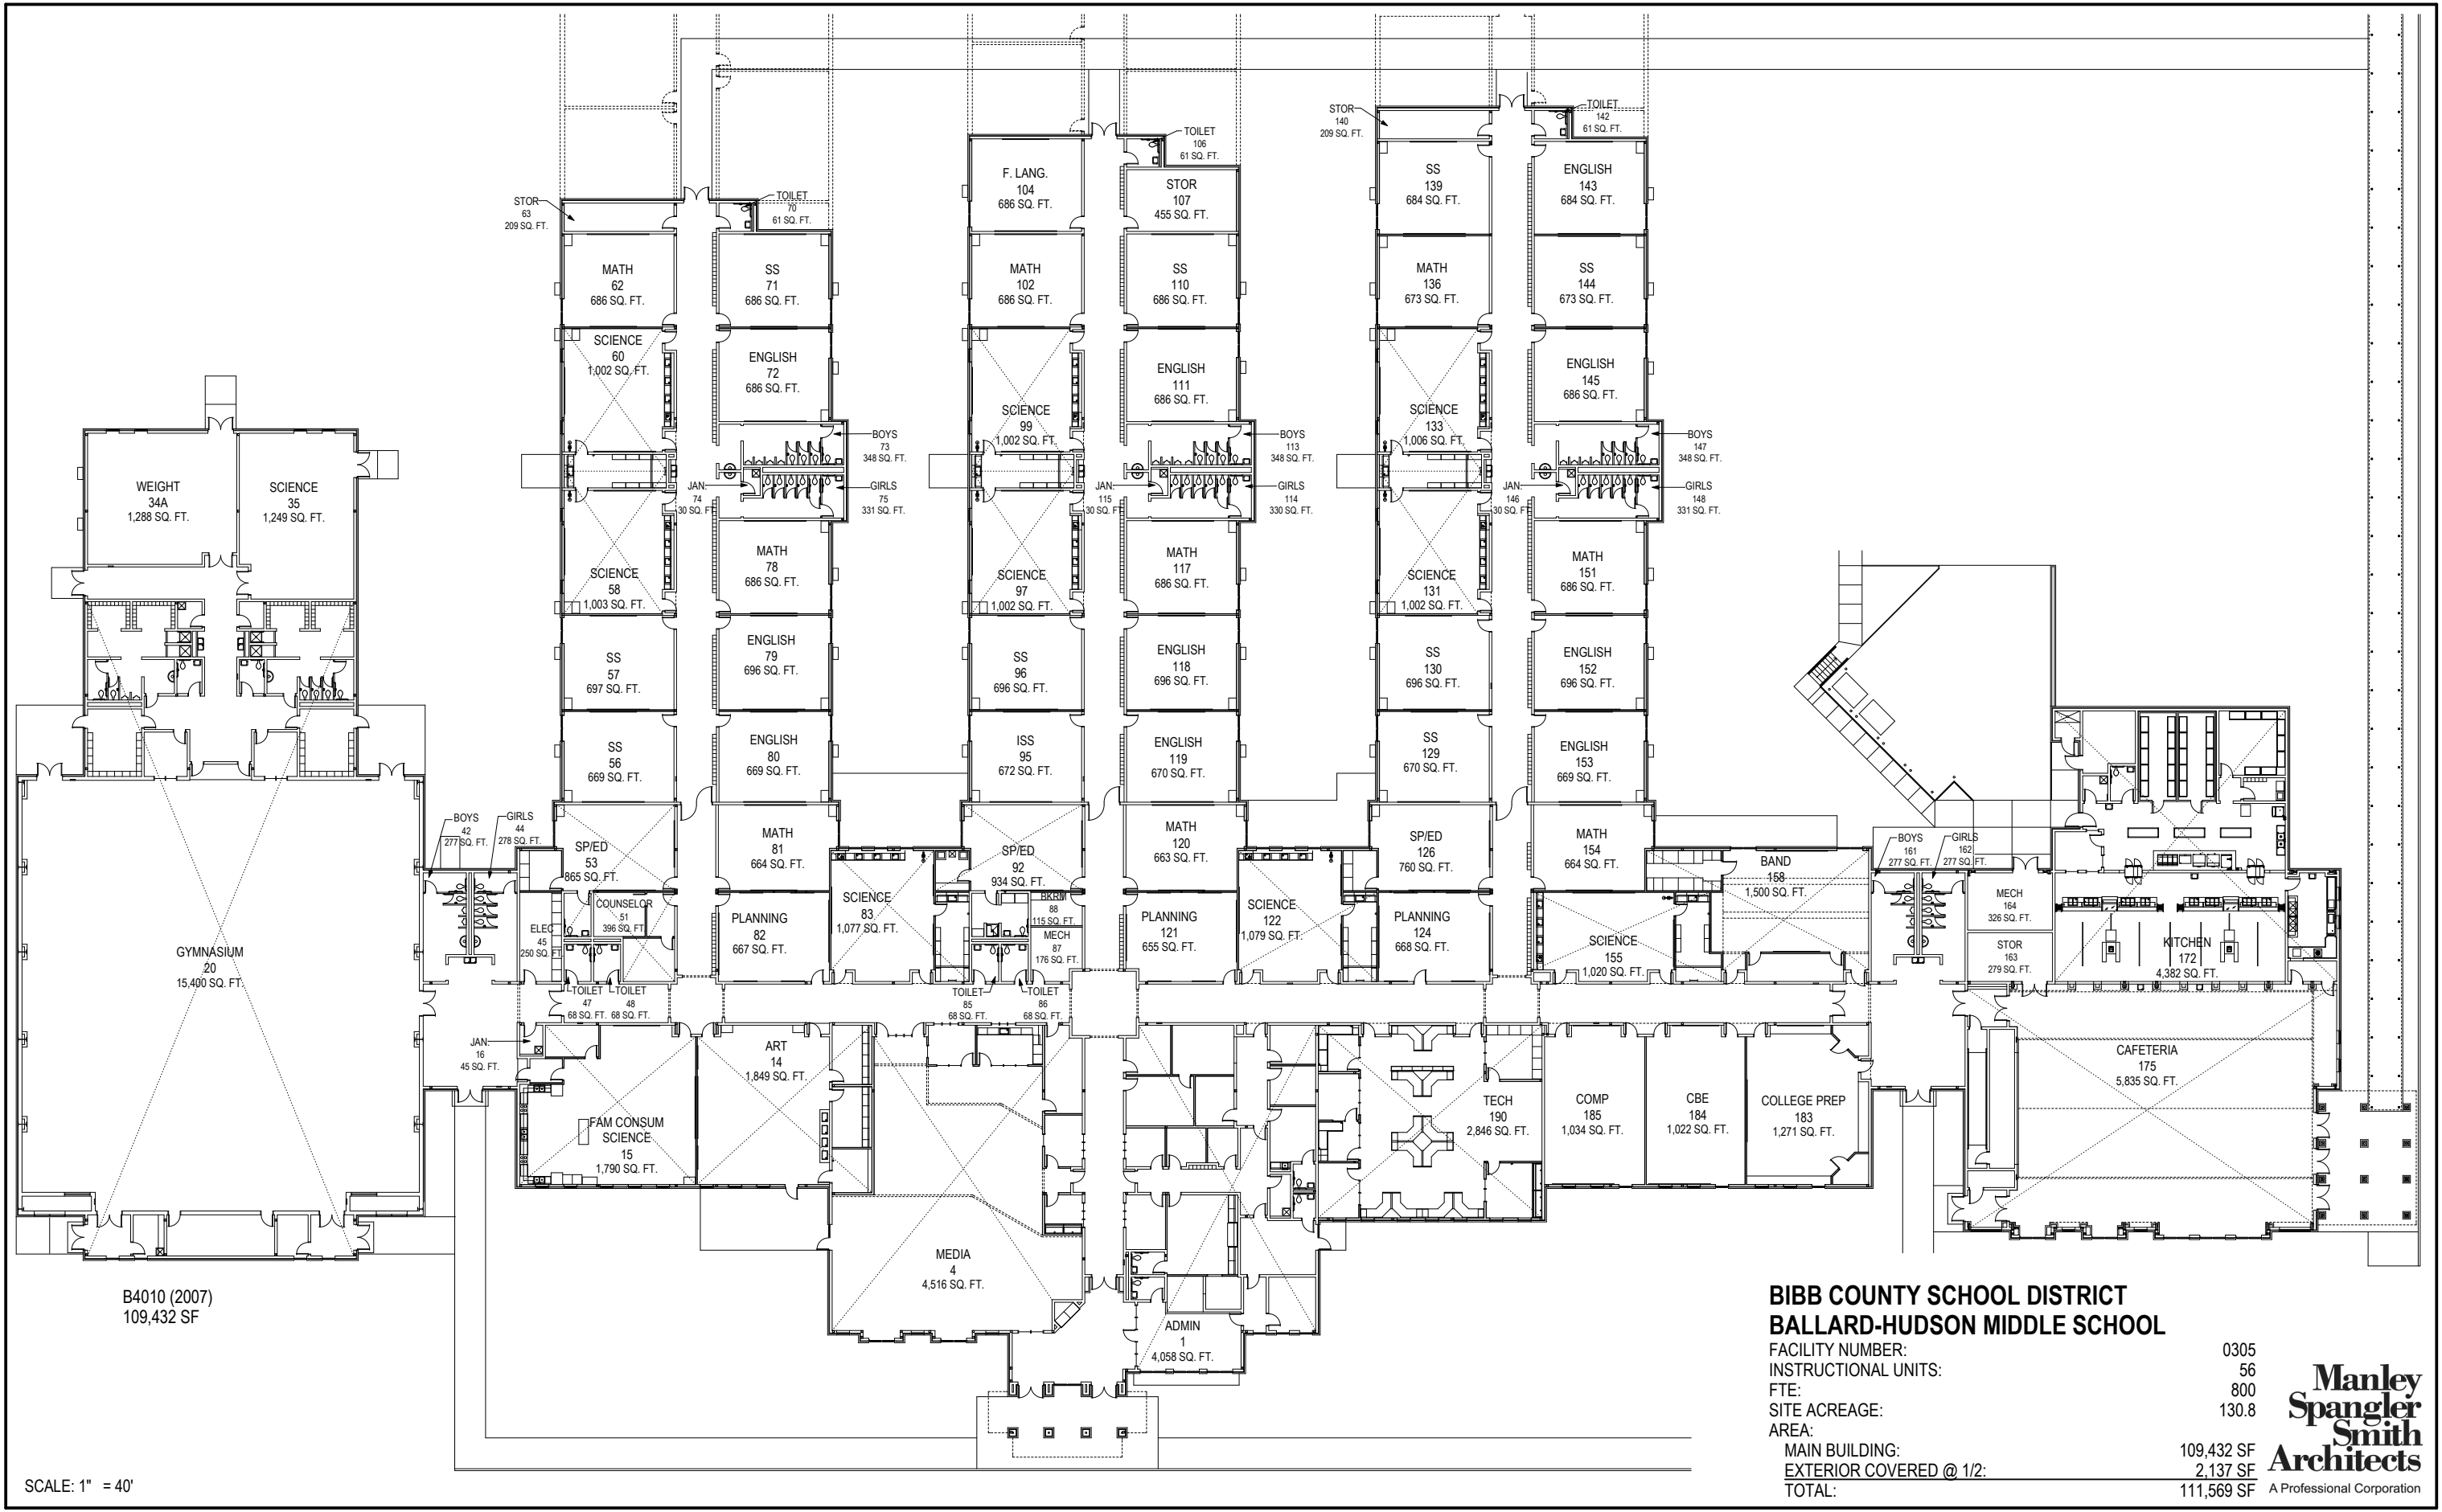 STOR
63
209 SQ. FT.
TOILET
70
61 SQ. FT.
MATH
62
686 SQ. FT.
SS
71
686 SQ. FT.
SCIENCE
60
1,002 SQ. FT.
ENGLISH
72
686 SQ. FT.
BOYS
73
348 SQ. FT.
JAN.
74
30 SQ. FT
GIRLS
75
331 SQ. FT.
SCIENCE
58
1,003 SQ. FT.
MATH
78
686 SQ. FT.
SS
57
697 SQ. FT.
ENGLISH
79
696 SQ. FT.
SS
56
669 SQ. FT.
ENGLISH
80
669 SQ. FT.
SP/ED
53
865 SQ. FT.
MATH
81
664 SQ. FT.
COUNSELOR
51
396 SQ. FT.
PLANNING
82
667 SQ. FT.
SCIENCE
83
1,077 SQ. FT.
F. LANG.
104
686 SQ. FT.
TOILET
106
61 SQ. FT.
STOR
107
455 SQ. FT.
MATH
102
686 SQ. FT.
SS
110
686 SQ. FT.
SCIENCE
99
1,002 SQ. FT.
ENGLISH
111
686 SQ. FT.
BOYS
113
348 SQ. FT.
JAN.
115
30 SQ. FT
GIRLS
114
330 SQ. FT.
SCIENCE
97
1,002 SQ. FT.
MATH
117
686 SQ. FT.
SS
96
696 SQ. FT.
ENGLISH
118
696 SQ. FT.
ISS
95
672 SQ. FT.
ENGLISH
119
670 SQ. FT.
SP/ED
92
934 SQ. FT.
MATH
120
663 SQ. FT.
BKRM
88
115 SQ. FT.
MECH
87
176 SQ. FT.
PLANNING
121
655 SQ. FT.
SCIENCE
122
1,079 SQ. FT.
STOR
140
209 SQ. FT.
TOILET
142
61 SQ. FT.
SS
139
684 SQ. FT.
ENGLISH
143
684 SQ. FT.
MATH
136
673 SQ. FT.
SS
144
673 SQ. FT.
SCIENCE
133
1,006 SQ. FT.
ENGLISH
145
686 SQ. FT.
BOYS
147
348 SQ. FT.
JAN.
146
30 SQ. FT
GIRLS
148
331 SQ. FT.
SCIENCE
131
1,002 SQ. FT.
MATH
151
686 SQ. FT.
SS
130
696 SQ. FT.
ENGLISH
152
696 SQ. FT.
SS
129
670 SQ. FT.
ENGLISH
153
669 SQ. FT.
SP/ED
126
760 SQ. FT.
MATH
154
664 SQ. FT.
PLANNING
124
668 SQ. FT.
SCIENCE
155
1,020 SQ. FT.
BAND
158
1,500 SQ. FT.
WEIGHT
34A
1,288 SQ. FT.
SCIENCE
35
1,249 SQ. FT.
GYMNASIUM
20
15,400 SQ. FT.
BOYS
42
277 SQ. FT.
GIRLS
44
278 SQ. FT.
ELEC
45
250 SQ. FT.
TOILET
47
68 SQ. FT.
TOILET
48
68 SQ. FT.
TOILET
85
68 SQ. FT.
TOILET
86
68 SQ. FT.
BOYS
161
277 SQ. FT.
GIRLS
162
277 SQ. FT.
MECH
164
326 SQ. FT.
STOR
163
279 SQ. FT.
KITCHEN
172
4,382 SQ. FT.
JAN.
16
45 SQ. FT.
FAM CONSUM
SCIENCE
15
1,790 SQ. FT.
ART
14
1,849 SQ. FT.
MEDIA
4
4,516 SQ. FT.
ADMIN
1
4,058 SQ. FT.
TECH
190
2,846 SQ. FT.
COMP
185
1,034 SQ. FT.
CBE
184
1,022 SQ. FT.
COLLEGE PREP
183
1,271 SQ. FT.
CAFETERIA
175
5,835 SQ. FT.
B4010 (2007)
109,432 SF
SCALE: 1" = 40'
BIBB COUNTY SCHOOL DISTRICT
BALLARD-HUDSON MIDDLE SCHOOL
FACILITY NUMBER: 0305
INSTRUCTIONAL UNITS: 56
FTE: 800
SITE ACREAGE: 130.8
AREA:
MAIN BUILDING: 109,432 SF
EXTERIOR COVERED @ 1/2: 2,137 SF
TOTAL: 111,569 SF
Manley
Spangler
Smith
Architects
A Professional Corporation